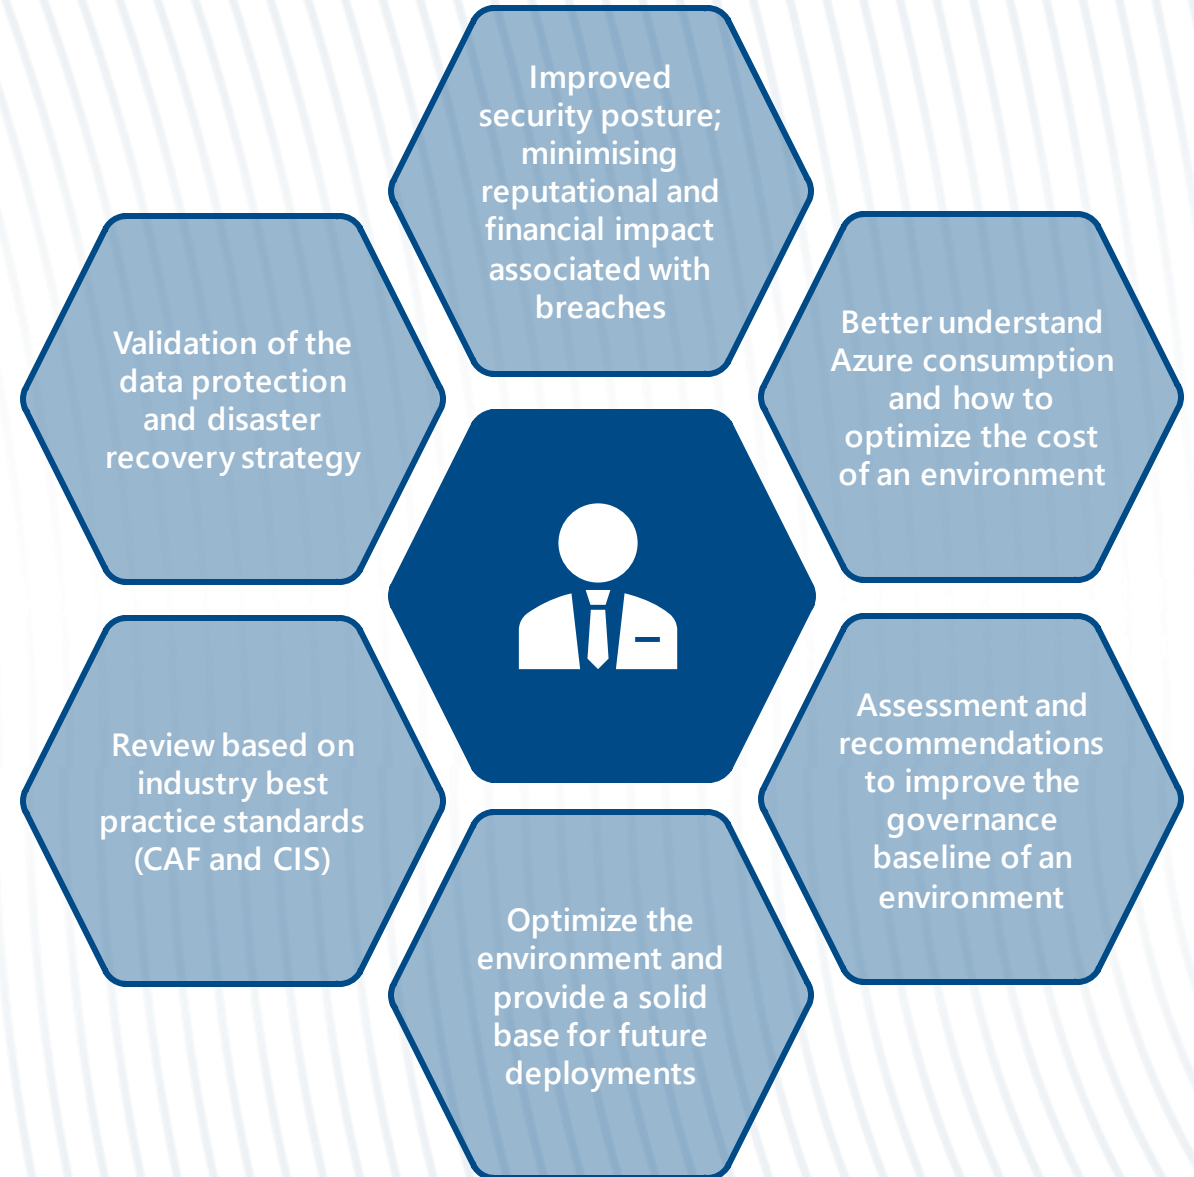 Improved
security posture;
minimising
reputational and
financial impact
associated with
breaches
Better understand
Azure consumption
and how to
optimize the cost
of an environment
Assessment and
recommendations
to improve the
governance
baseline of an
environment
Optimize the
environment and
provide a solid
base for future
deployments
Review based on
industry best
practice standards
(CAF and CIS)
Validation of the
data protection
and disaster
recovery strategy